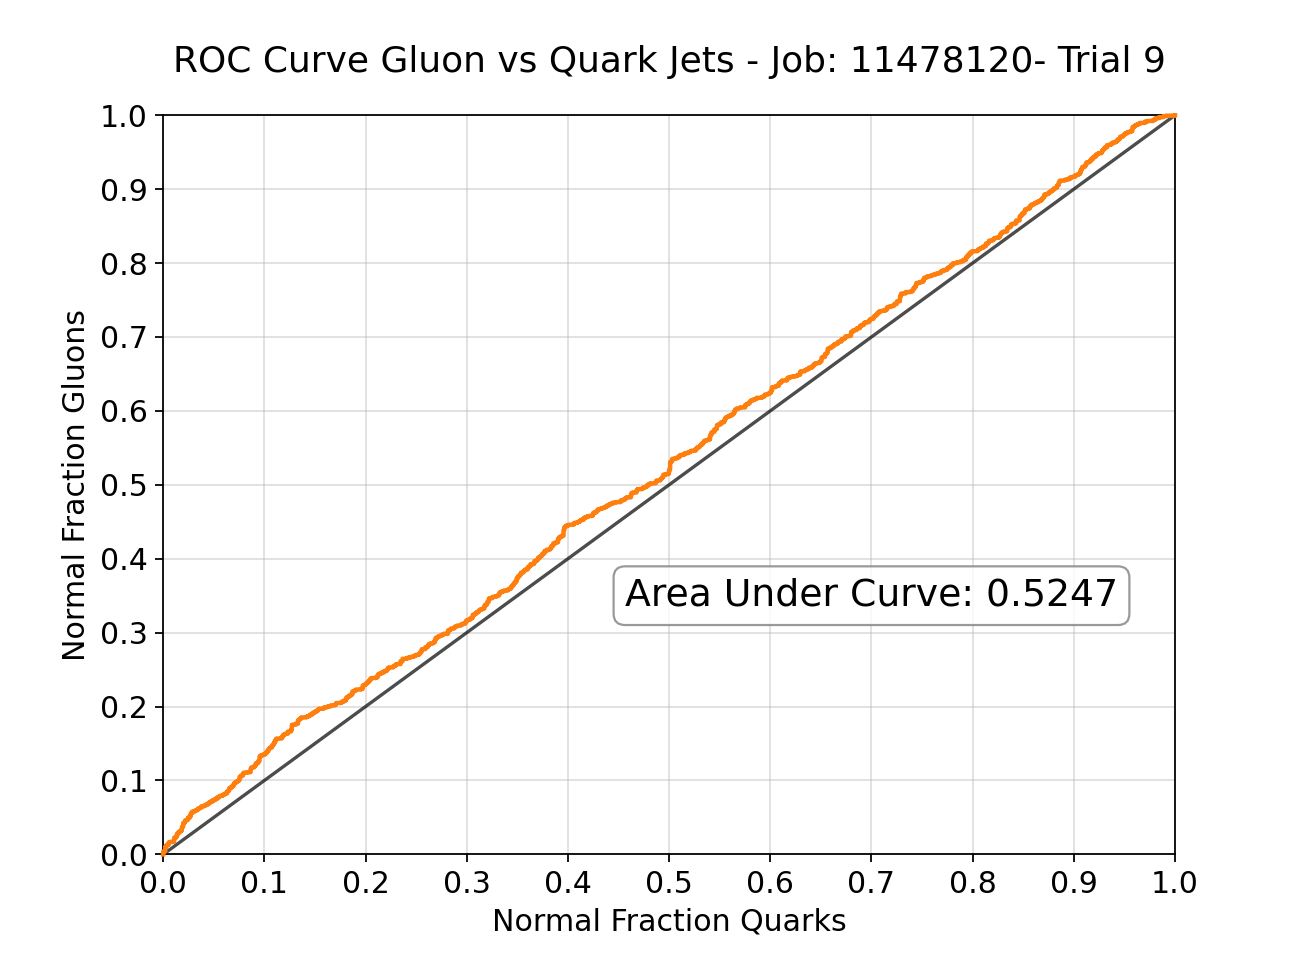 ROC Curve Gluon vs Quark Jets - Job: 11478120- Trial 9
1.0
0.9
0.8
0.7
0.6
0.5
0.4
0.3
0.2
0.1
0.0
Normal Fraction Gluons
Area Under Curve: 0.5247
0.0 0.1 0.2 0.3 0.4 0.5 0.6 0.7 0.8 0.9 1.0
Normal Fraction Quarks